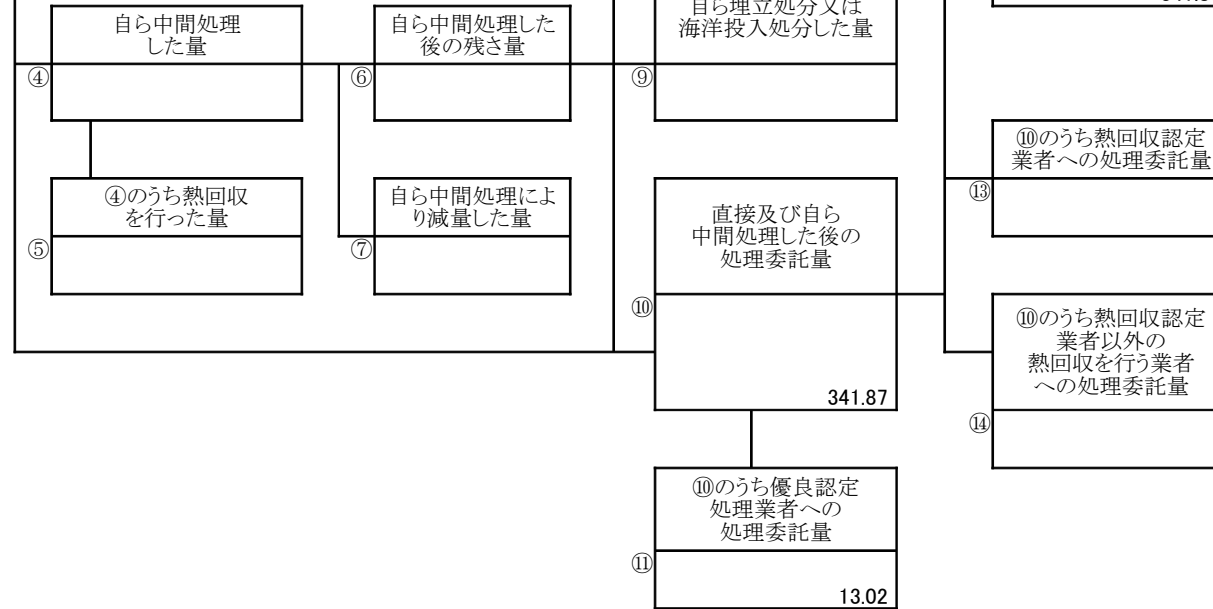 自ら中間処理
した量
④
自ら中間処理した
後の残さ量
⑥
自ら埋立処分又は
海洋投入処分した量
⑨
④のうち熱回収
を行った量
⑤
自ら中間処理によ
り減量した量
⑦
直接及び自ら
中間処理した後の
処理委託量
⑩
341.87
⑩のうち優良認定
処理業者への
処理委託量
⑪
13.02
⑩のうち熱回収認定
業者への処理委託量
⑬
⑩のうち熱回収認定
業者以外の
熱回収を行う業者
への処理委託量
⑭